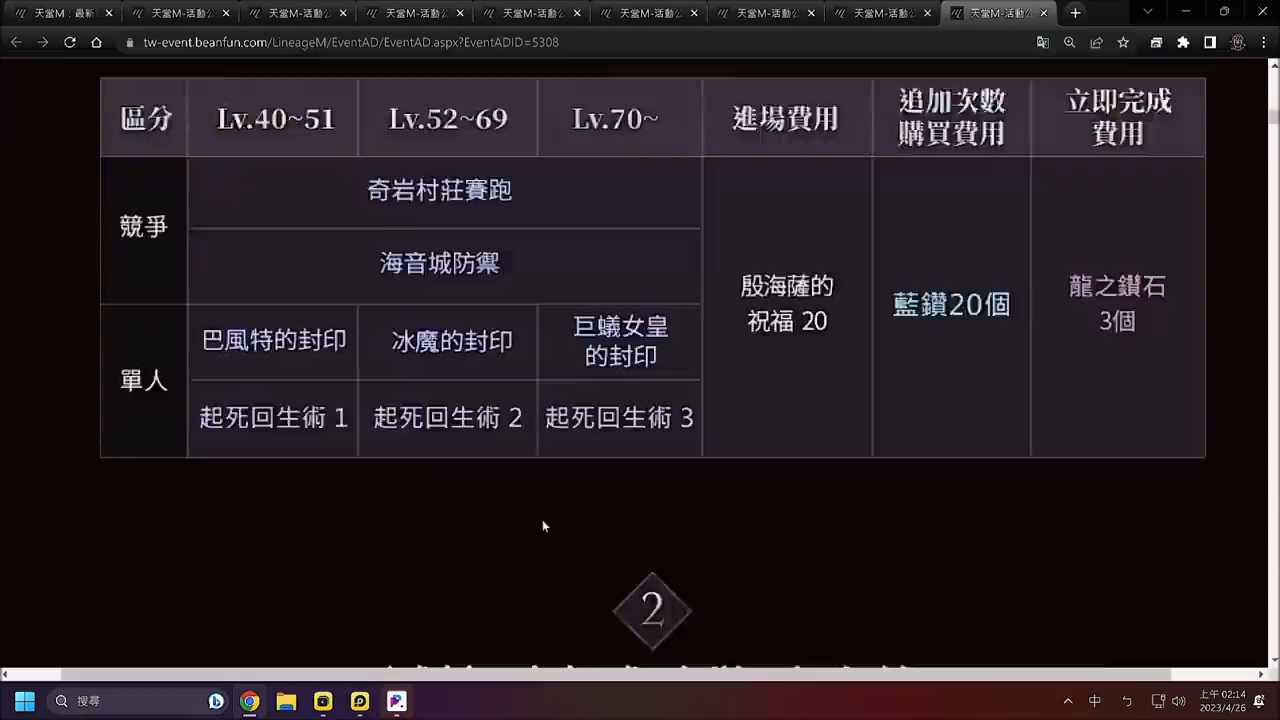 天堂M：最新
天堂M-活動公
天堂M-活動公
天堂M-活動公
天堂M-活動公
天堂M-活動公
天堂M-活動公
天堂M-活動公
天堂M-活動公
tw-event.beanfun.com/LineageM/EventAD/EventAD.aspx?EventADID=5308
區分 Lv.40~51 Lv.52~69 Lv.70~ 進場費用 追加次數 立即完成
購買費用 費用
競爭
奇岩村莊賽跑
海音城防禦
單人
巴風特的封印 冰魔的封印 巨蟻女皇
的封印
起死回生術 1 起死回生術 2 起死回生術 3
殷海薩的
祝福 20
藍鑽20個
龍之鑽石
3個
2
搜尋
中
上午 02:14
2023/4/26